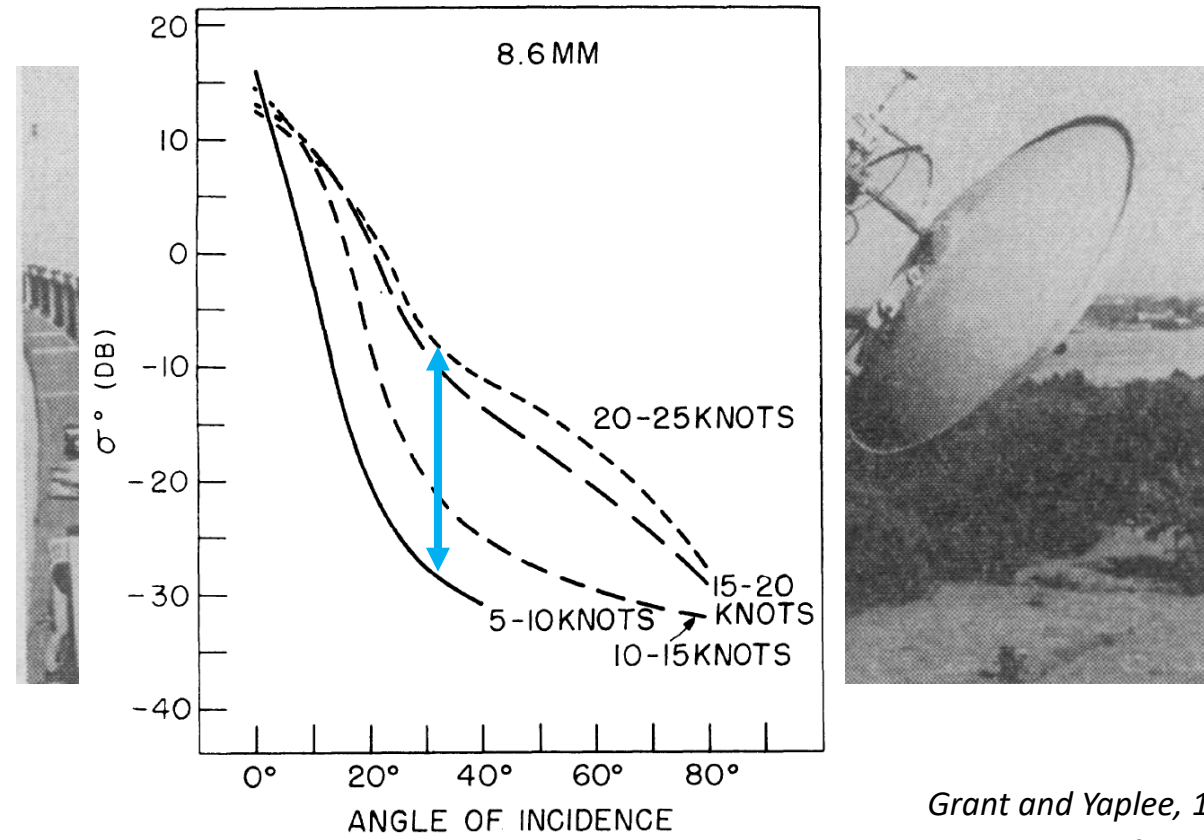 8.6 MM
20
10
0
-10
-20
-30
-40
σ° (DB)
20-25 KNOTS
15-20
KNOTS
5-10 KNOTS
10-15 KNOTS
0°
20°
40°
60°
80°
ANGLE OF INCIDENCE
Grant and Yaplee, 1